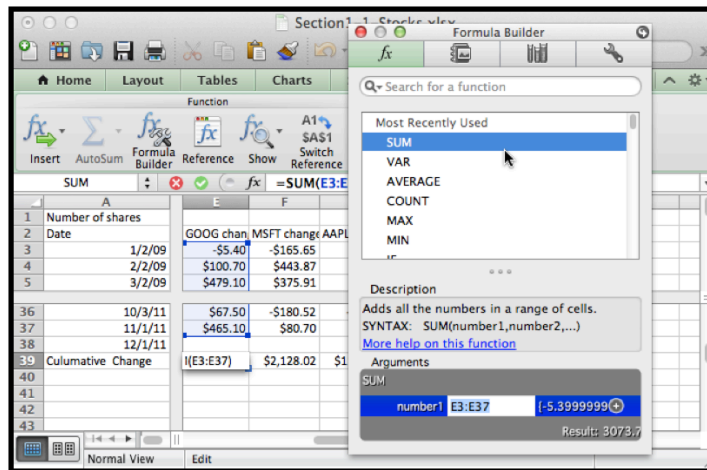 Section1_1_Stocks.xlsx
Formula Builder
Home Layout Tables Charts
Function
fx
Search for a function
Insert AutoSum Formula Builder Reference Show Switch Reference
A1
$A$1
Most Recently Used
SUM
VAR
AVERAGE
COUNT
MAX
MIN
IF
SUM fx =SUM(E3:E
A E F
1 Number of shares
2 Date GOOG chan MSFT change AAPL
3 1/2/09 -$5.40 -$165.65
4 2/2/09 $100.70 $443.87
5 3/2/09 $479.10 $375.91
36 10/3/11 $67.50 -$180.52
37 11/1/11 $465.10 $80.70
38 12/1/11
39 Culumative Change I(E3:E37) $2,128.02 $1
40
41
42
43
Description
Adds all the numbers in a range of cells.
SYNTAX: SUM(number1,number2,...)
More help on this function
Arguments
SUM
number1 E3:E37 {-5.3999999
Result: 3073.7
Normal View Edit